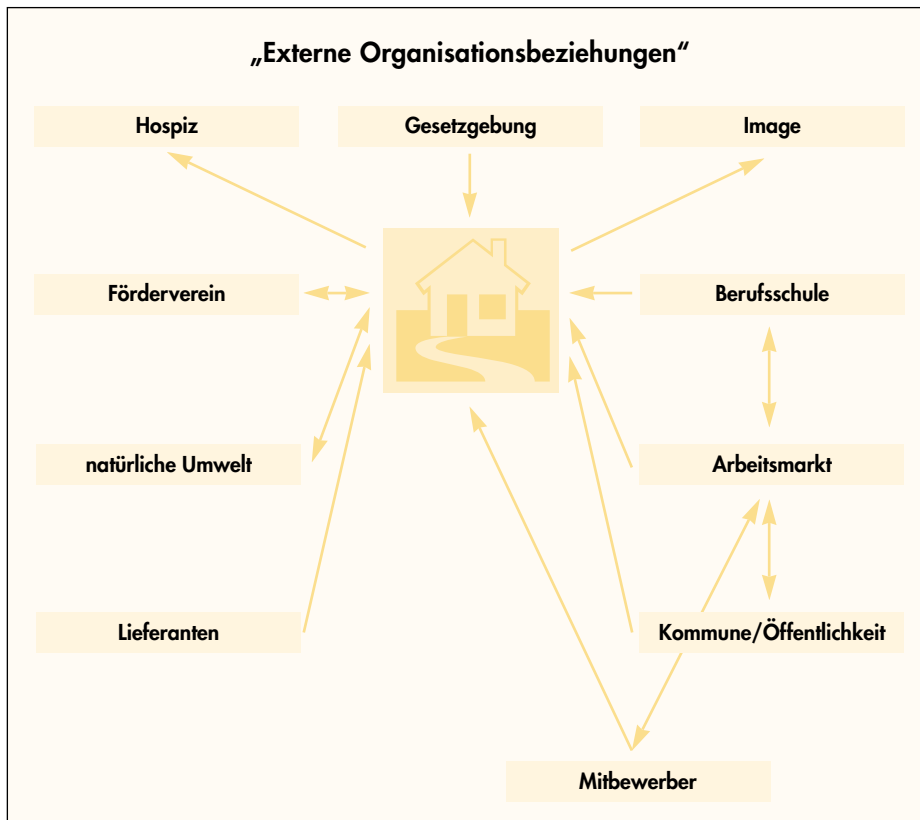 „Externe Organisationsbeziehungen“
Hospiz
Gesetzgebung
Image
Förderverein
Berufsschule
natürliche Umwelt
Arbeitsmarkt
Lieferanten
Kommune/Öffentlichkeit
Mitbewerber